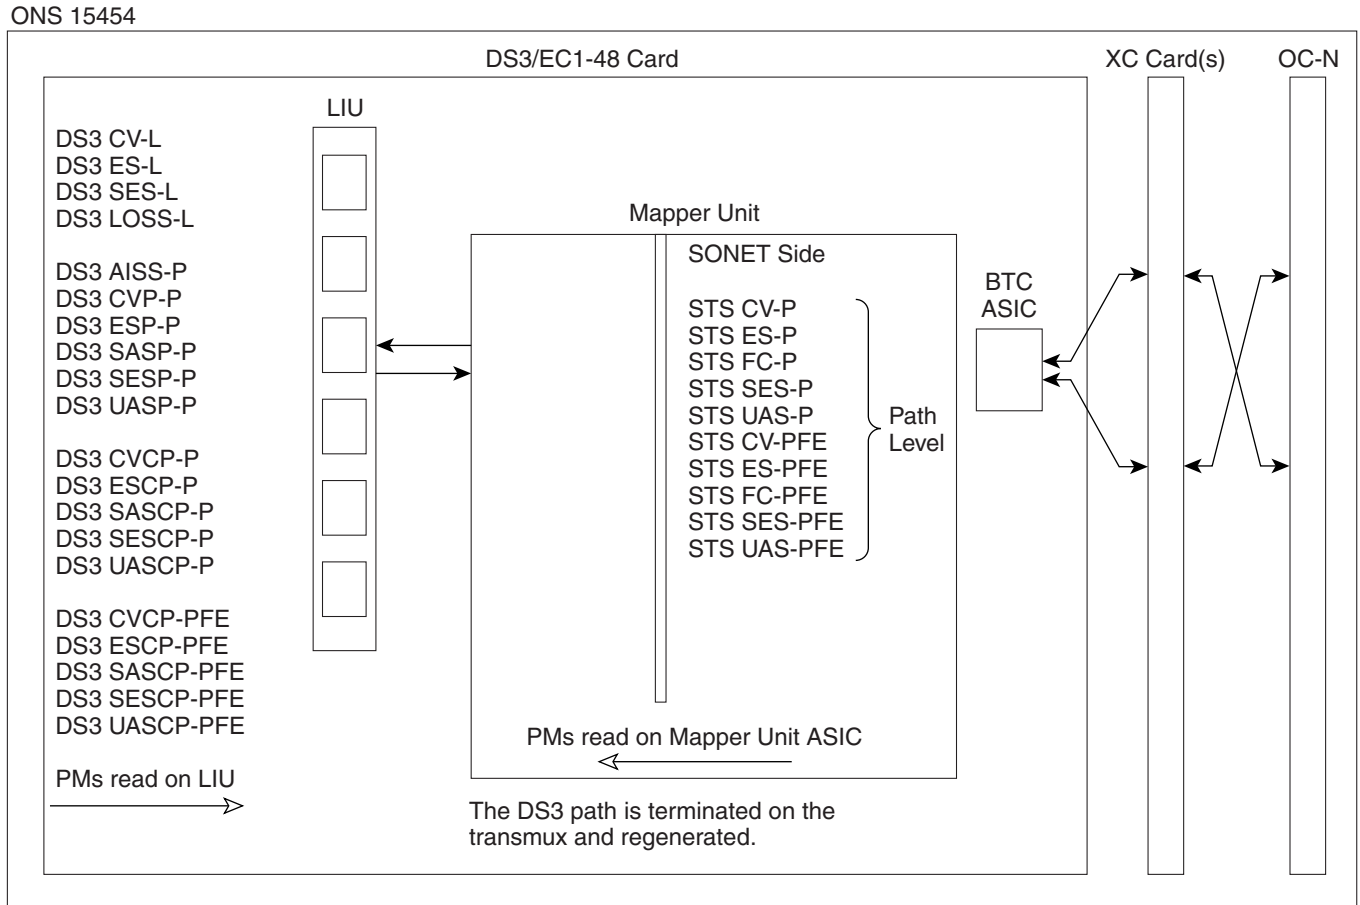 ONS 15454
DS3/EC1-48 Card
XC Card(s)
OC-N
LIU
DS3 CV-L
DS3 ES-L
DS3 SES-L
DS3 LOSS-L
DS3 AISS-P
DS3 CVP-P
DS3 ESP-P
DS3 SASP-P
DS3 SESP-P
DS3 UASP-P
DS3 CVCP-P
DS3 ESCP-P
DS3 SASCP-P
DS3 SESCP-P
DS3 UASCP-P
DS3 CVCP-PFE
DS3 ESCP-PFE
DS3 SASCP-PFE
DS3 SESCP-PFE
DS3 UASCP-PFE
PMs read on LIU
Mapper Unit
SONET Side
STS CV-P
STS ES-P
STS FC-P
STS SES-P
STS UAS-P
STS CV-PFE
STS ES-PFE
STS FC-PFE
STS SES-PFE
STS UAS-PFE
Path
Level
PMs read on Mapper Unit ASIC
The DS3 path is terminated on the
transmux and regenerated.
BTC
ASIC